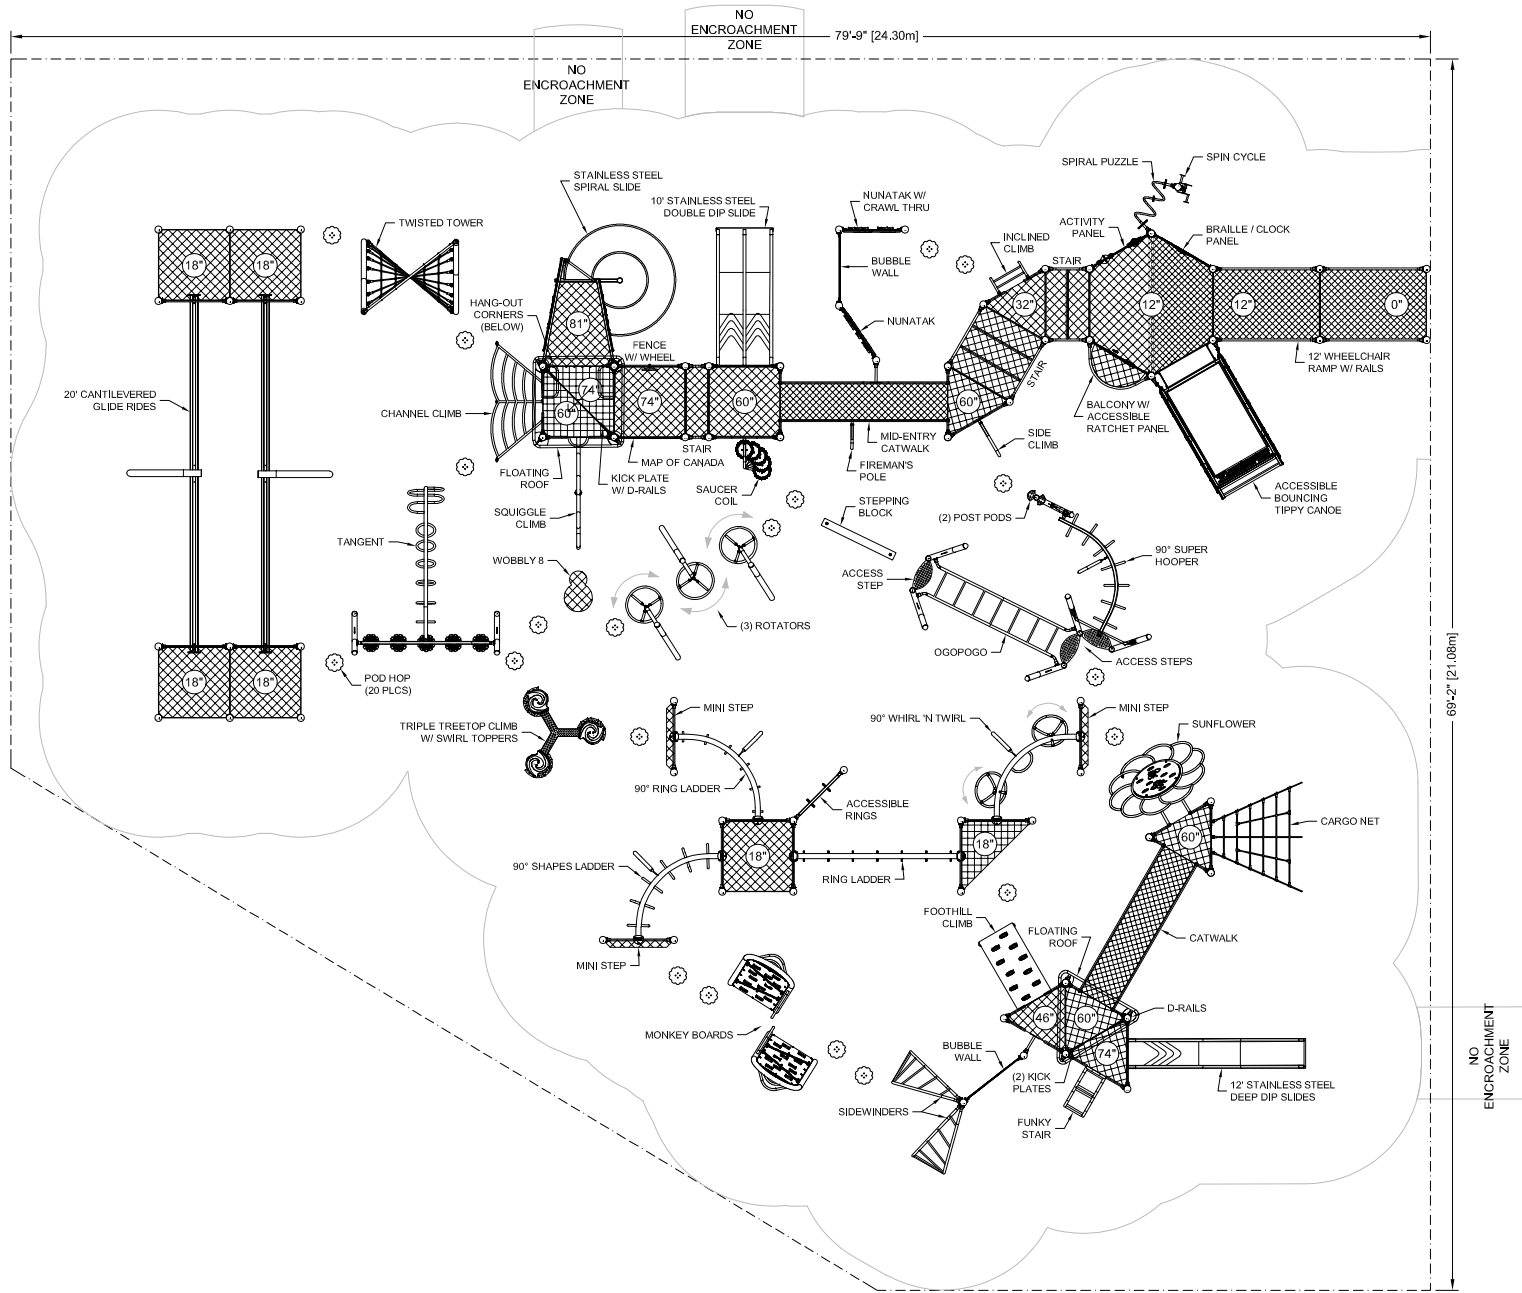 NO
ENCROACHMENT
ZONE
79'-9" [24.30m]
NO
ENCROACHMENT
ZONE
SPIRAL PUZZLE
SPIN CYCLE
STAINLESS STEEL
SPIRAL SLIDE
10' STAINLESS STEEL
DOUBLE DIP SLIDE
NUNATAK W/
CRAWL THRU
TWISTED TOWER
ACTIVITY
PANEL
BRAILLE / CLOCK
PANEL
INCLINED
CLIMB
STAIR
BUBBLE
WALL
18"
18"
HANG-OUT
CORNERS
(BELOW)
81"
32"
12"
12"
0"
NUNATAK
FENCE
W/ WHEEL
12' WHEELCHAIR
RAMP W/ RAILS
STAIR
20' CANTILEVERED
GLIDE RIDES
CHANNEL CLIMB
74"
60"
74"
60"
60"
BALCONY W/
ACCESSIBLE
RATCHET PANEL
SIDE
CLIMB
MID-ENTRY
CATWALK
STAIR
MAP OF CANADA
FLOATING
ROOF
KICK PLATE
W/ D-RAILS
SAUCER
COIL
FIREMAN'S
POLE
ACCESSIBLE
BOUNCING
TIPPY CANOE
SQUIGGLE
CLIMB
STEPPING
BLOCK
(2) POST PODS
TANGENT
WOBBLY 8
ACCESS
STEP
90° SUPER
HOOPER
(3) ROTATORS
OGOPOGO
ACCESS STEPS
69'-2" [21.08m]
18"
18"
POD HOP
(20 PLCS)
TRIPLE TREETOP CLIMB
W/ SWIRL TOPPERS
MINI STEP
90° WHIRL 'N TWIRL
MINI STEP
SUNFLOWER
90° RING LADDER
ACCESSIBLE
RINGS
CARGO NET
60"
18"
18"
90° SHAPES LADDER
RING LADDER
FOOTHILL
CLIMB
FLOATING
ROOF
CATWALK
MINI STEP
D-RAILS
46"
60"
74"
MONKEY BOARDS
BUBBLE
WALL
(2) KICK
PLATES
SIDEWINDERS
FUNKY
STAIR
12' STAINLESS STEEL
DEEP DIP SLIDES
NO
ENCROACHMENT
ZONE